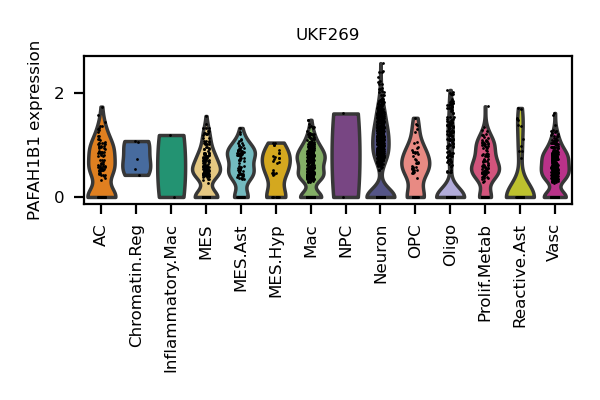 UKF269
PAFAH1B1 expression
2
0
AC
Chromatin.Reg
Inflammatory.Mac
MES
MES.Ast
MES.Hyp
Mac
NPC
Neuron
OPC
Oligo
Prolif.Metab
Reactive.Ast
Vasc